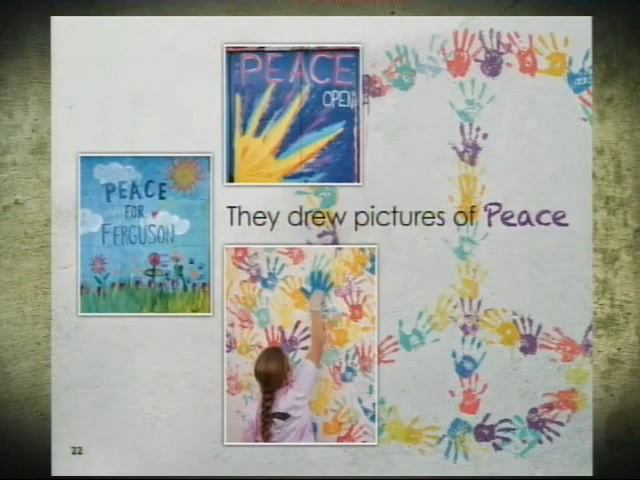 PEACE
OPEN
PEACE
FOR
FERGUSON
They drew pictures of Peace
22